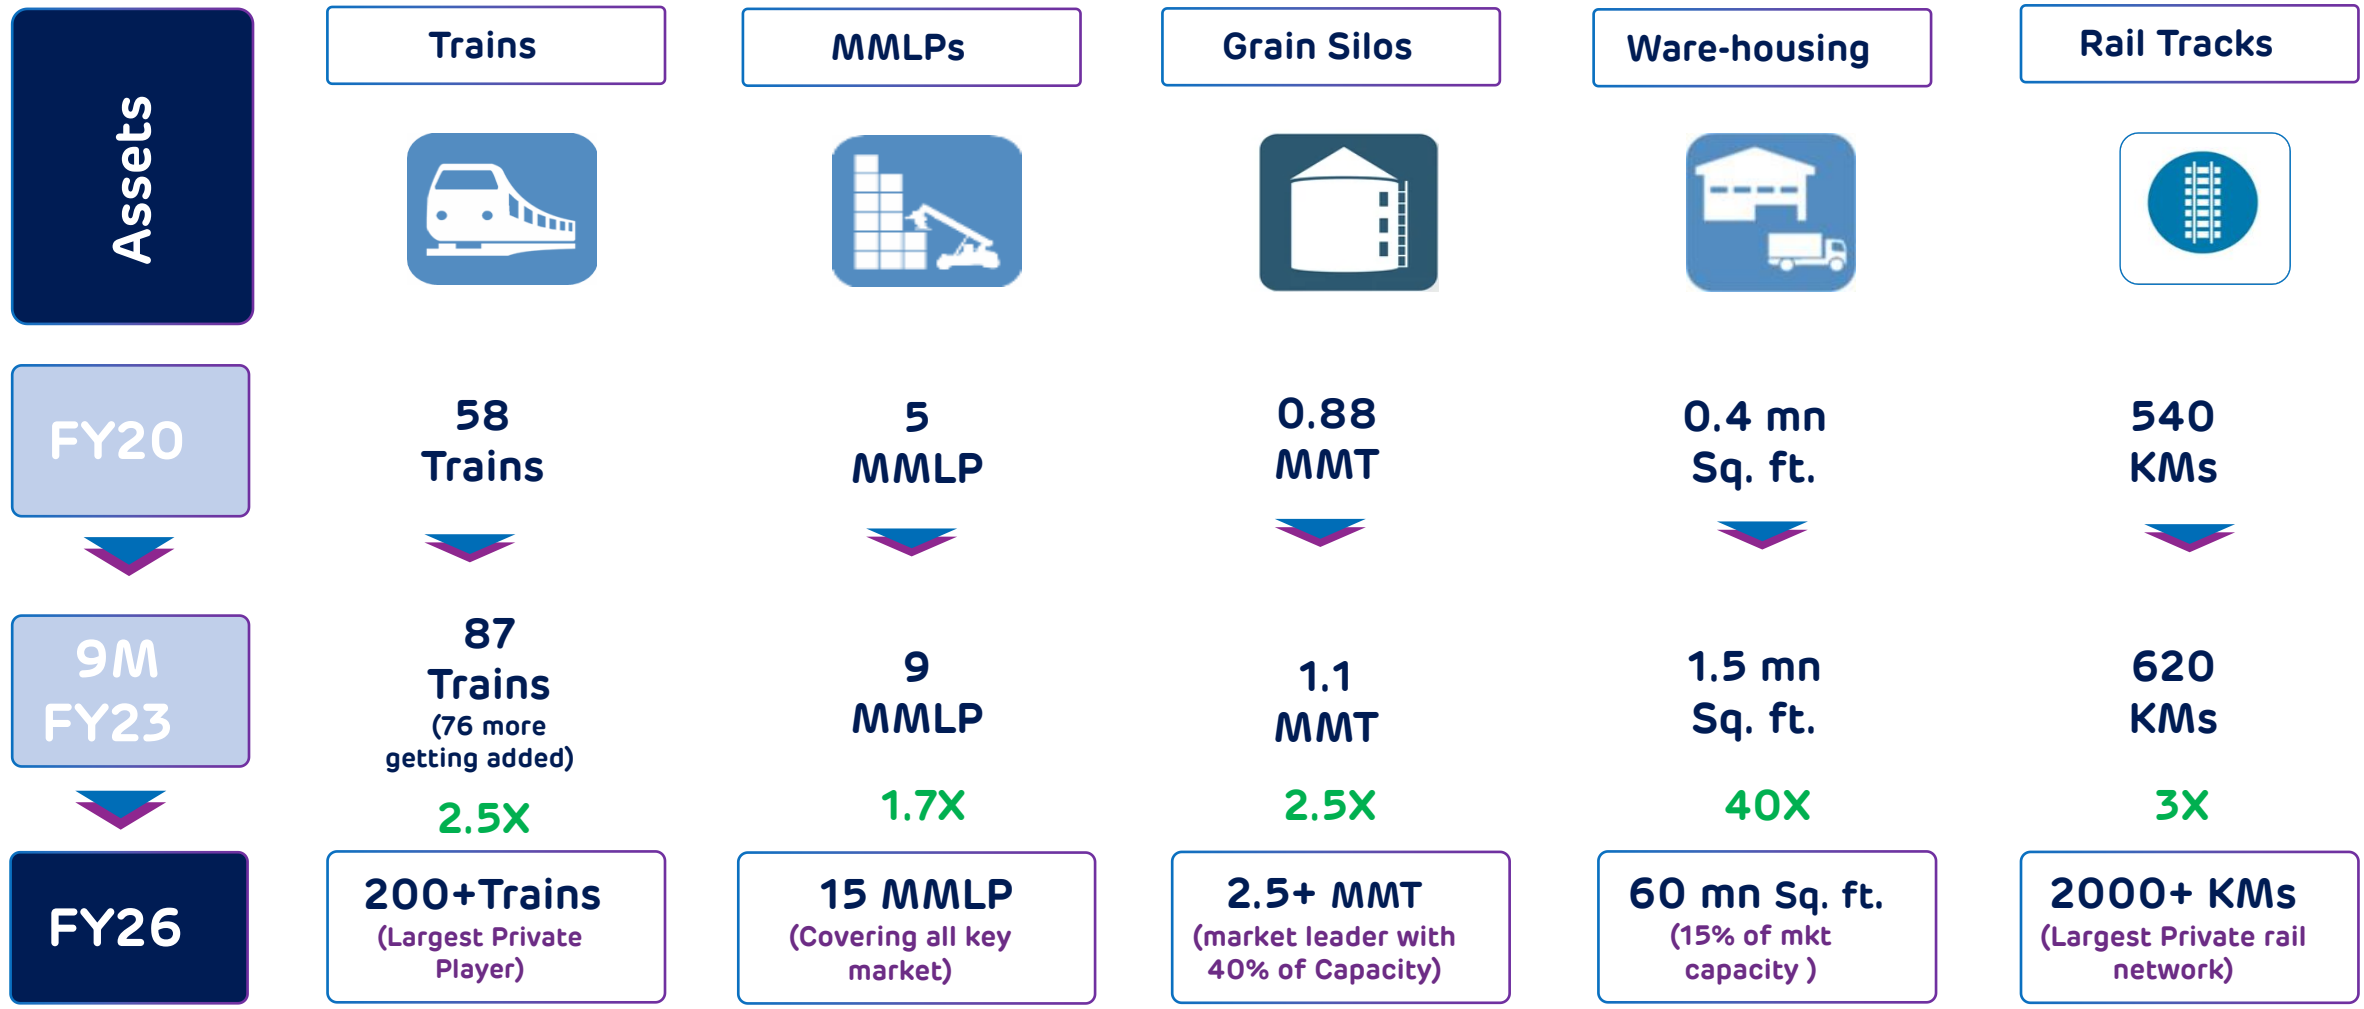 Assets
Trains
MMLPs
Grain Silos
Ware-housing
Rail Tracks
FY20
58
Trains
5
MMLP
0.88
MMT
0.4 mn
Sq. ft.
540
KMs
9M
FY23
87
Trains
(76 more
getting added)
9
MMLP
1.1
MMT
1.5 mn
Sq. ft.
620
KMs
2.5X
1.7X
2.5X
40X
3X
FY26
200+Trains
(Largest Private
Player)
15 MMLP
(Covering all key
market)
2.5+ MMT
(market leader with
40% of Capacity)
60 mn Sq. ft.
(15% of mkt
capacity )
2000+ KMs
(Largest Private rail
network)